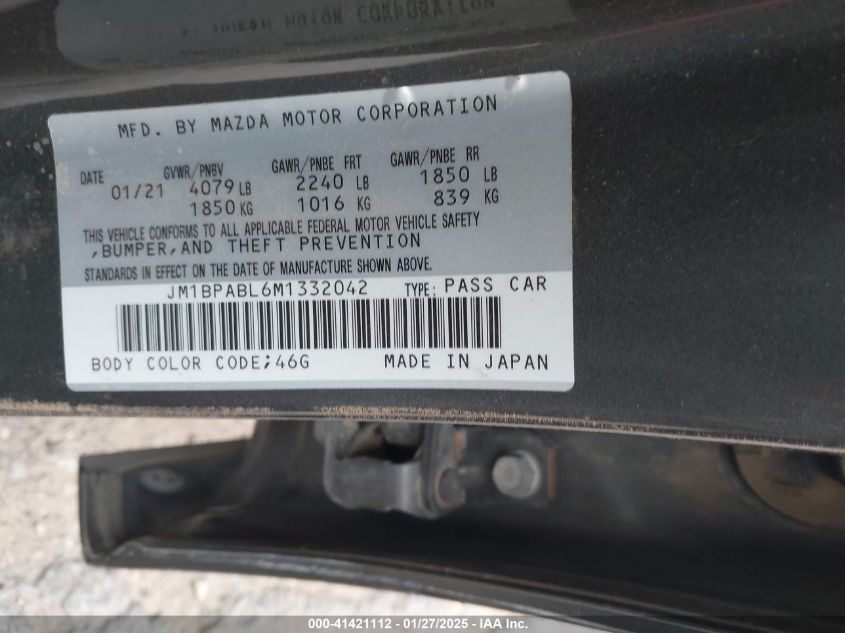 MFD. BY MAZDA MOTOR CORPORATION
DATE GVWR/PNBV GAWR/PNBE FRT GAWR/PNBE RR
01/21 4079 LB 2240 LB 1850 LB
1850 KG 1016 KG 839 KG
THIS VEHICLE CONFORMS TO ALL APPLICABLE FEDERAL MOTOR VEHICLE SAFETY
,BUMPER,AND THEFT PREVENTION
STANDARDS IN EFFECT ON THE DATE OF MANUFACTURE SHOWN ABOVE.
JM1BPABL6M1332042 TYPE: PASS CAR
BODY COLOR CODE;46G MADE IN JAPAN
000-41421112 - 01/27/2025 - IAA Inc.